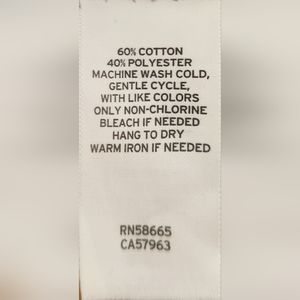 60% COTTON
40% POLYESTER
MACHINE WASH COLD,
GENTLE CYCLE,
WITH LIKE COLORS
ONLY NON-CHLORINE
BLEACH IF NEEDED
HANG TO DRY
WARM IRON IF NEEDED
RN58665
CA57963